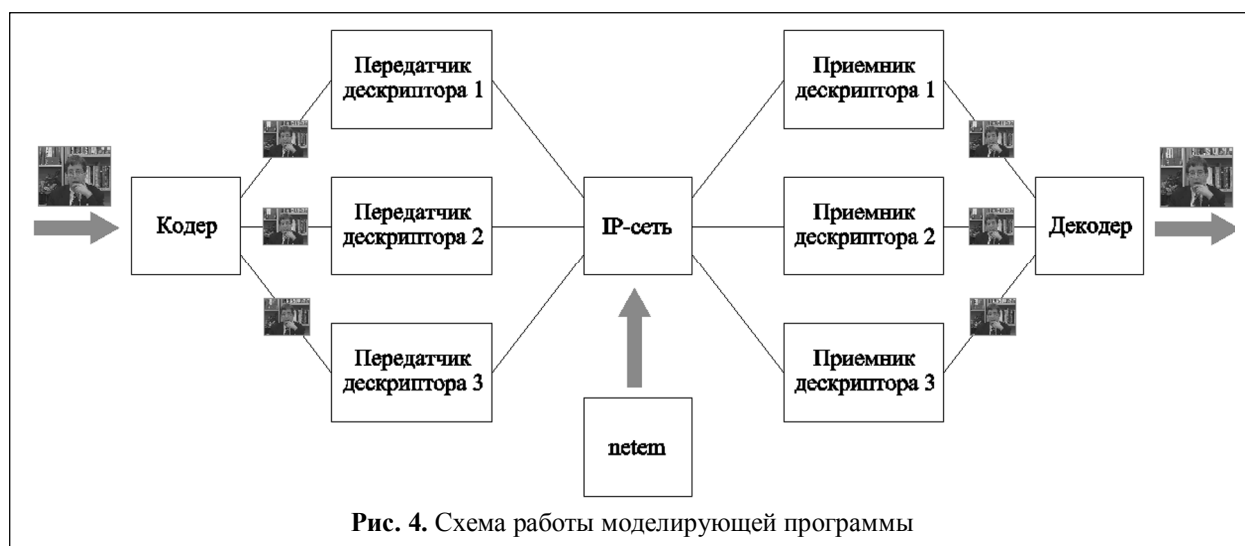 Передатчик
дескриптора 1
Приемник
дескриптора 1
Кодер
Передатчик
дескриптора 2
IP-сеть
Приемник
дескриптора 2
Декодер
Передатчик
дескриптора 3
Приемник
дескриптора 3
netem
Рис. 4. Схема работы моделирующей программы